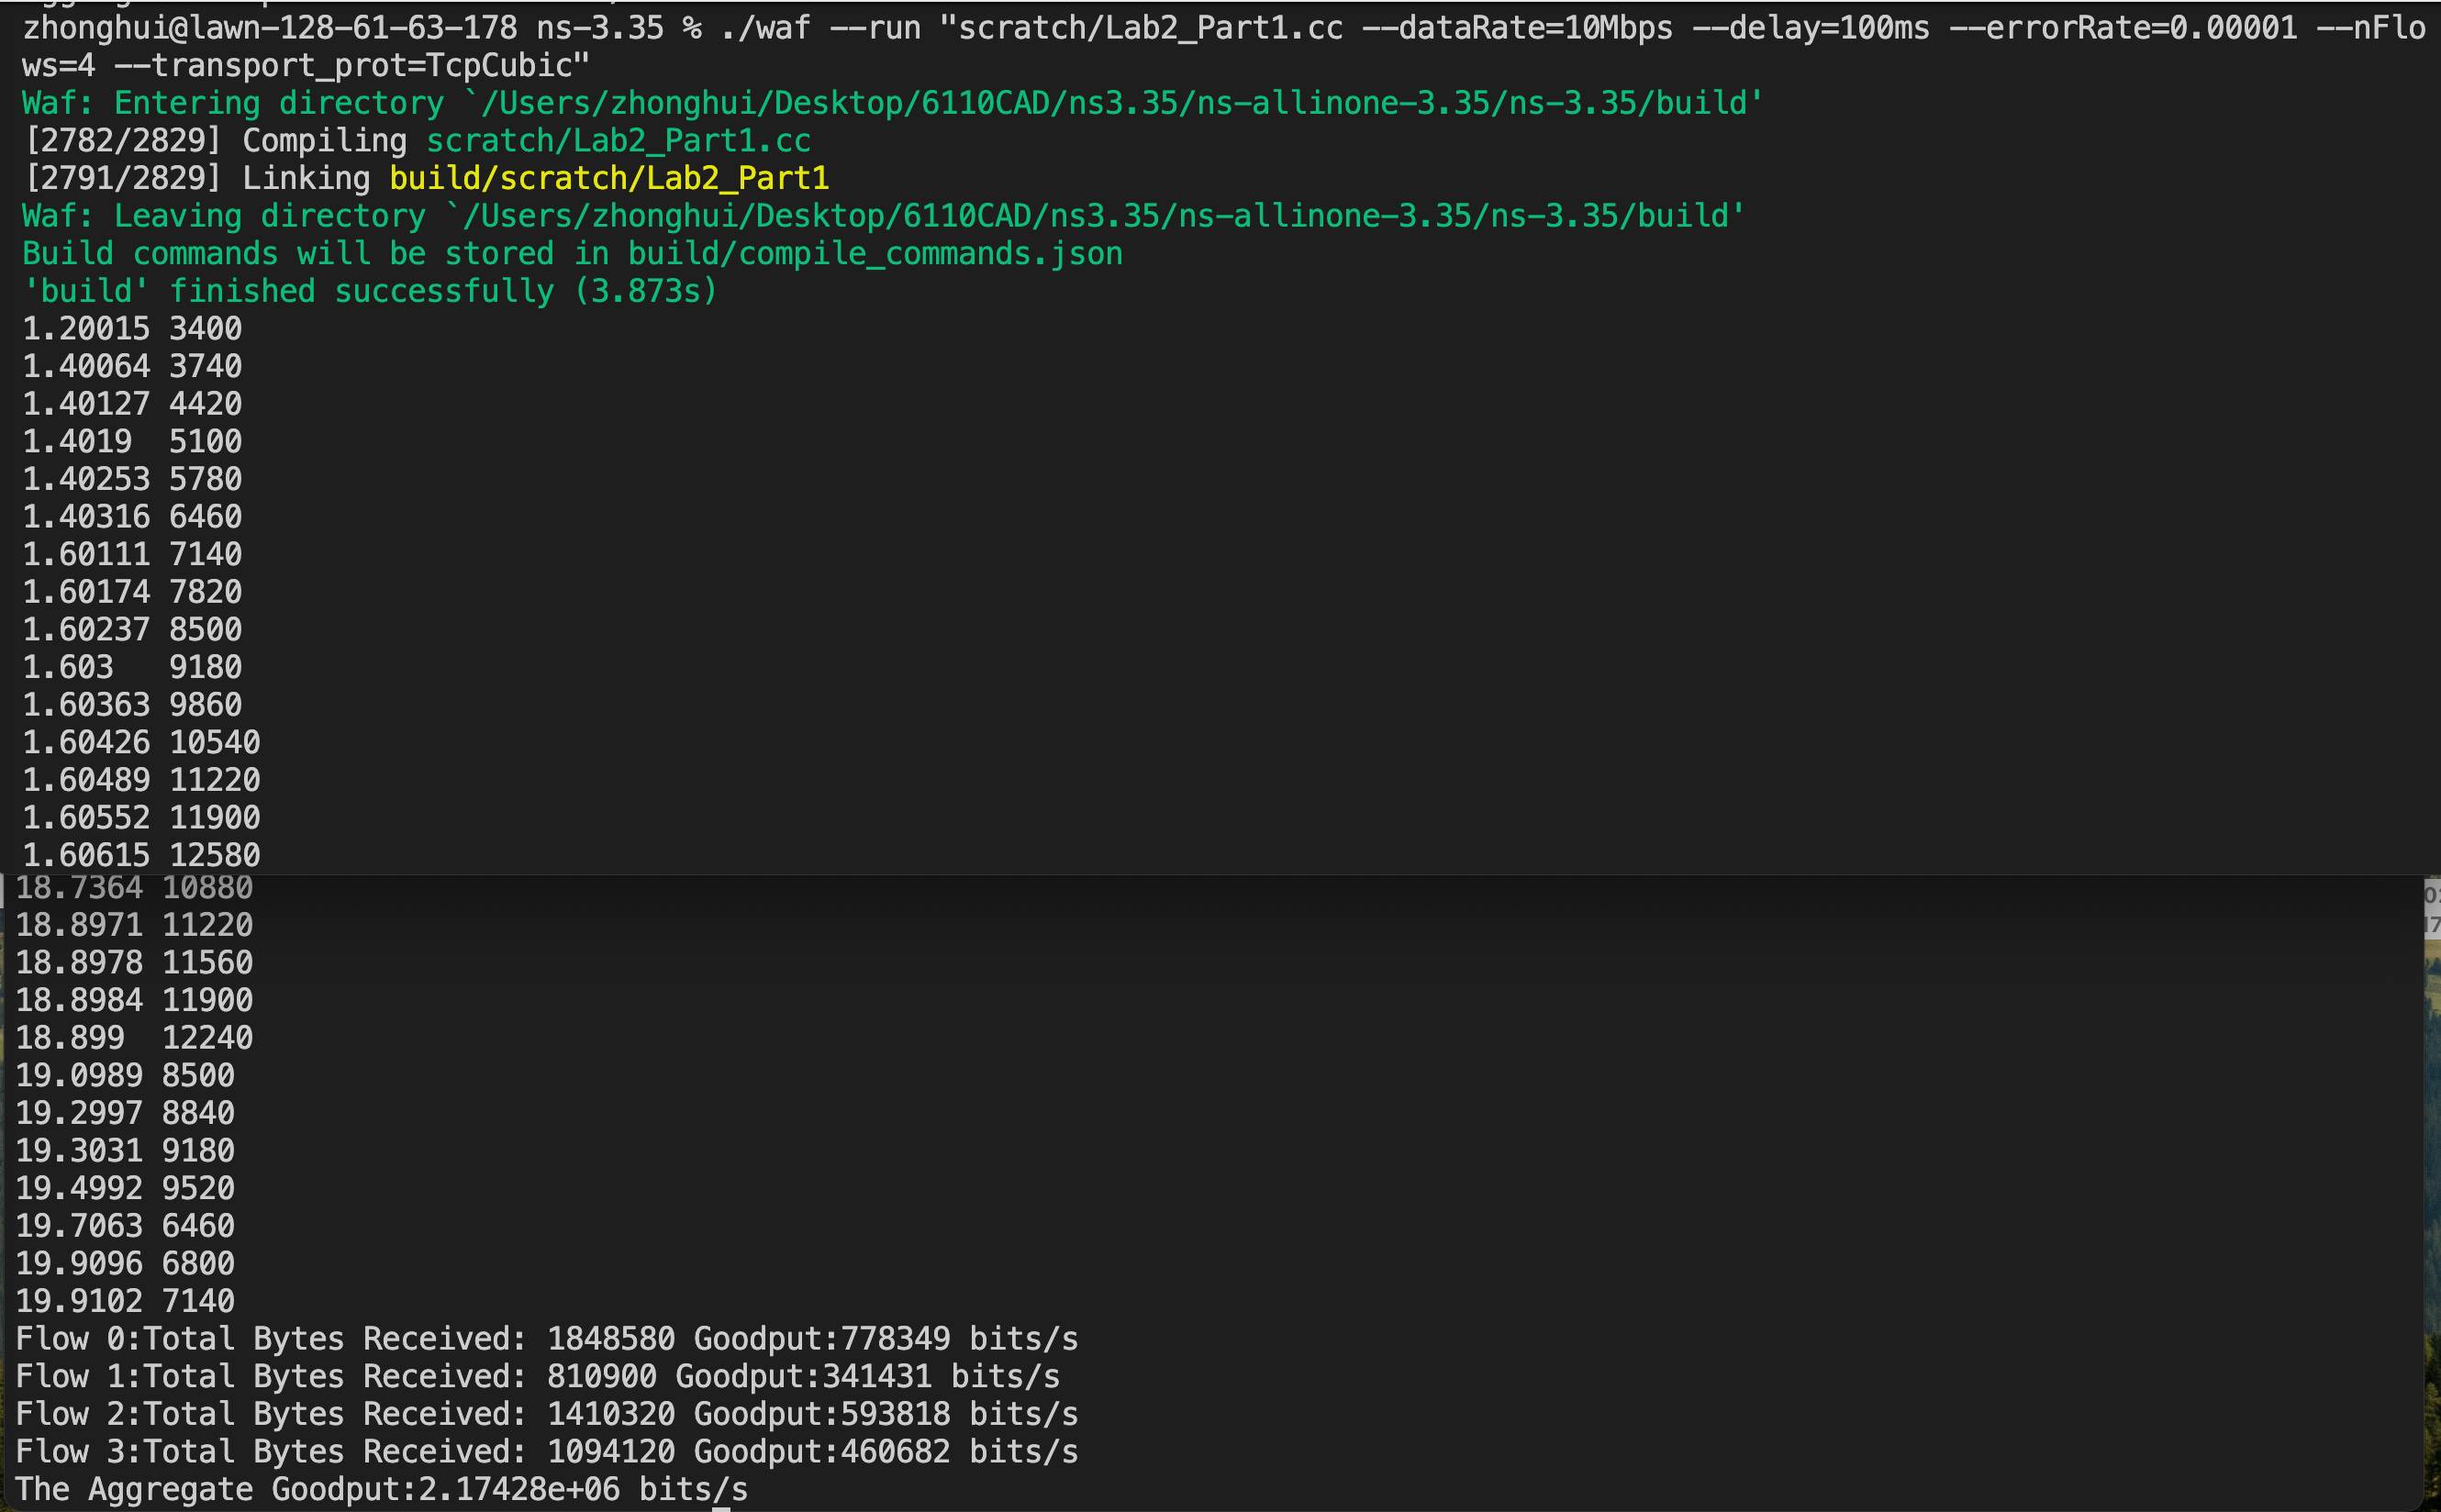 zhonghui@lawn-128-61-63-178 ns-3.35 % ./waf --run "scratch/Lab2_Part1.cc --dataRate=10Mbps --delay=100ms --errorRate=0.00001 --nFlo
ws=4 --transport_prot=TcpCubic"
Waf: Entering directory `/Users/zhonghui/Desktop/6110CAD/ns3.35/ns-allinone-3.35/ns-3.35/build'
[2782/2829] Compiling scratch/Lab2_Part1.cc
[2791/2829] Linking build/scratch/Lab2_Part1
Waf: Leaving directory `/Users/zhonghui/Desktop/6110CAD/ns3.35/ns-allinone-3.35/ns-3.35/build'
Build commands will be stored in build/compile_commands.json
'build' finished successfully (3.873s)
1.20015 3400
1.40064 3740
1.40127 4420
1.4019  5100
1.40253 5780
1.40316 6460
1.60111 7140
1.60174 7820
1.60237 8500
1.603   9180
1.60363 9860
1.60426 10540
1.60489 11220
1.60552 11900
1.60615 12580
18.7364 10880
18.8971 11220
18.8978 11560
18.8984 11900
18.899  12240
19.0989 8500
19.2997 8840
19.3031 9180
19.4992 9520
19.7063 6460
19.9096 6800
19.9102 7140
Flow 0:Total Bytes Received: 1848580 Goodput:778349 bits/s
Flow 1:Total Bytes Received: 810900 Goodput:341431 bits/s
Flow 2:Total Bytes Received: 1410320 Goodput:593818 bits/s
Flow 3:Total Bytes Received: 1094120 Goodput:460682 bits/s
The Aggregate Goodput:2.17428e+06 bits/s